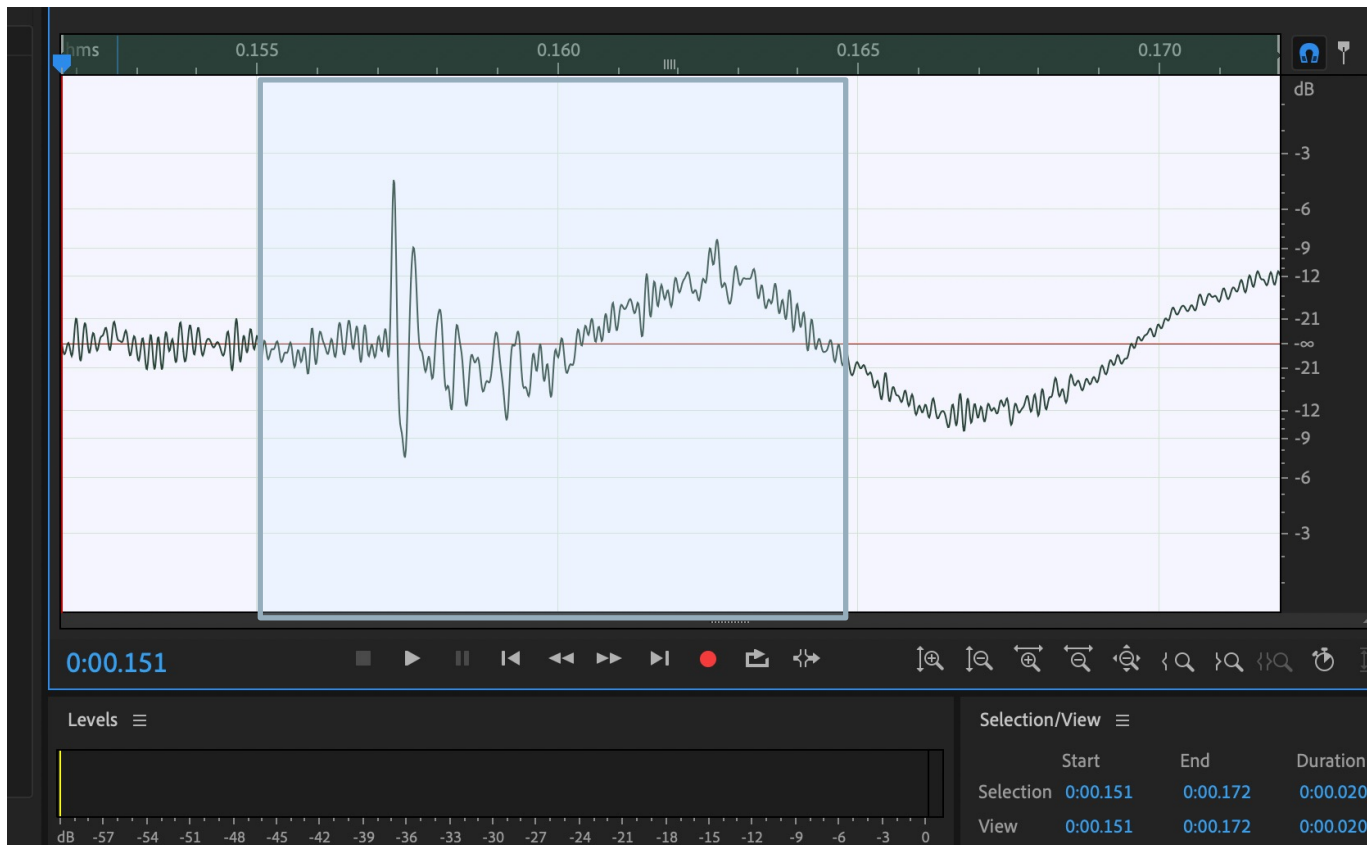 hms 0.155 0.160 0.165 0.170
dB
-3
-6
-9
-12
-21
-∞
-21
-12
-9
-6
-3
0:00.151
Levels
dB -57 -54 -51 -48 -45 -42 -39 -36 -33 -30 -27 -24 -21 -18 -15 -12 -9 -6 -3 0
Selection/View
Start End Duration
Selection 0:00.151 0:00.172 0:00.020
View 0:00.151 0:00.172 0:00.020